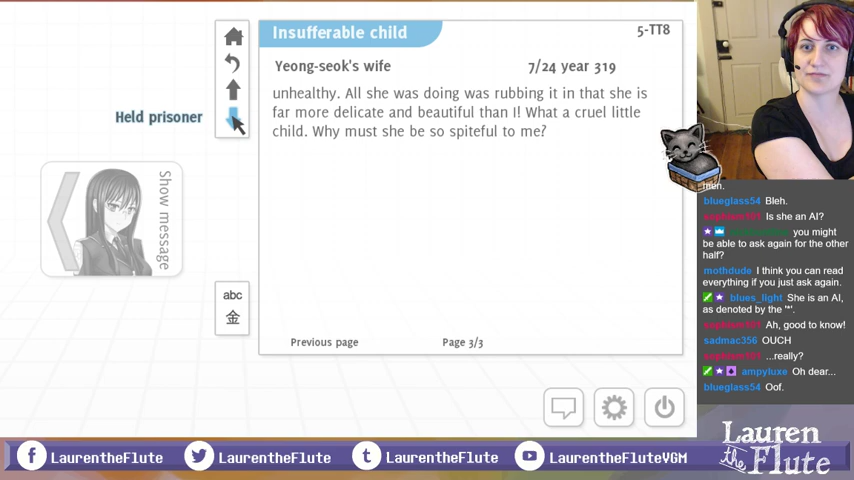 Insufferable child
5-TT8
Yeong-seok's wife
7/24 year 319
unhealthy. All she was doing was rubbing it in that she is
far more delicate and beautiful than I! What a cruel little
child. Why must she be so spiteful to me?
Held prisoner
Show message
abc
金
Previous page
Page 3/3
men.
blueglass54 Bleh.
Is she an AI?
you might
be able to ask again for the other
half?
mothdude I think you can read
everything if you just ask again.
blues_light She is an AI,
as denoted by the '*'.
Ah, good to know!
sadmac356 OUCH
...really?
ampyluxe Oh dear...
blueglass54 Oof.
LaurentheFlute
LaurentheFlute
LaurentheFlute
LaurentheFluteVGM
Lauren
the Flute